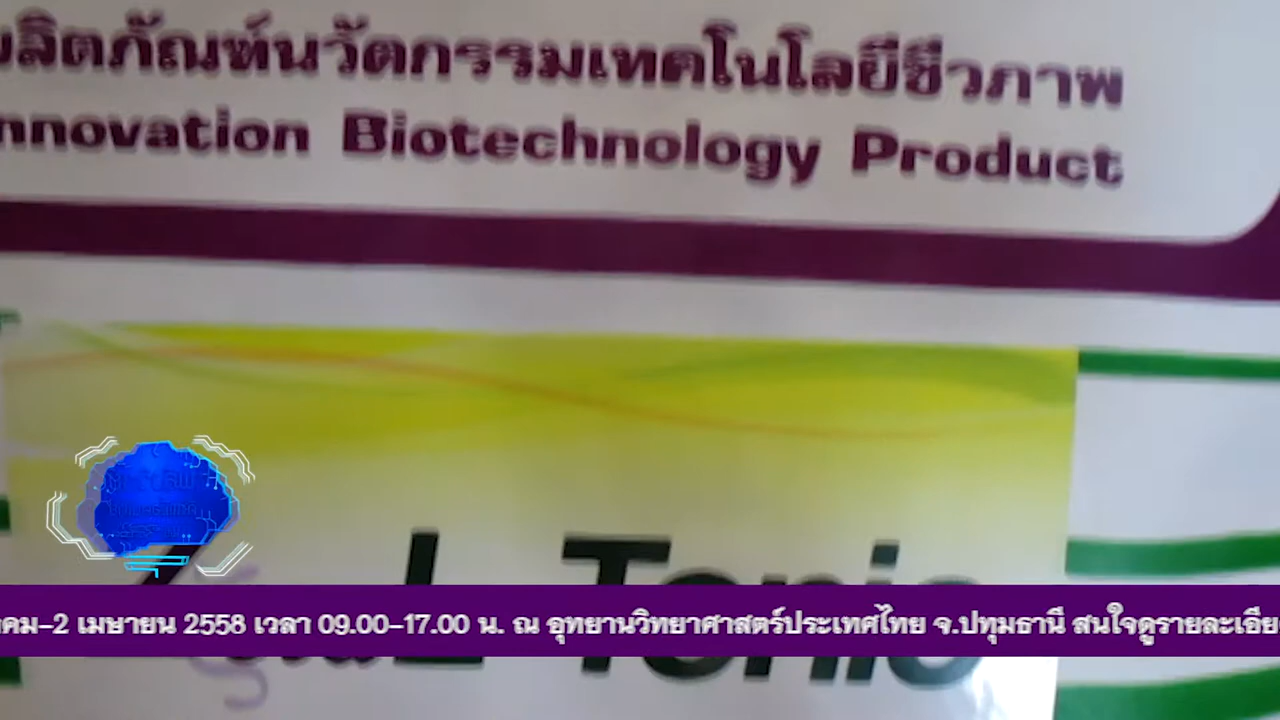 ผลิตภัณฑ์นวัตกรรมเทคโนโลยีชีวภาพ
Innovation Biotechnology Product
L Tonic
คม-2 เมษายน 2558 เวลา 09.00-17.00 น. ณ อุทยานวิทยาศาสตร์ประเทศไทย จ.ปทุมธานี สนใจดูรายละเอีย